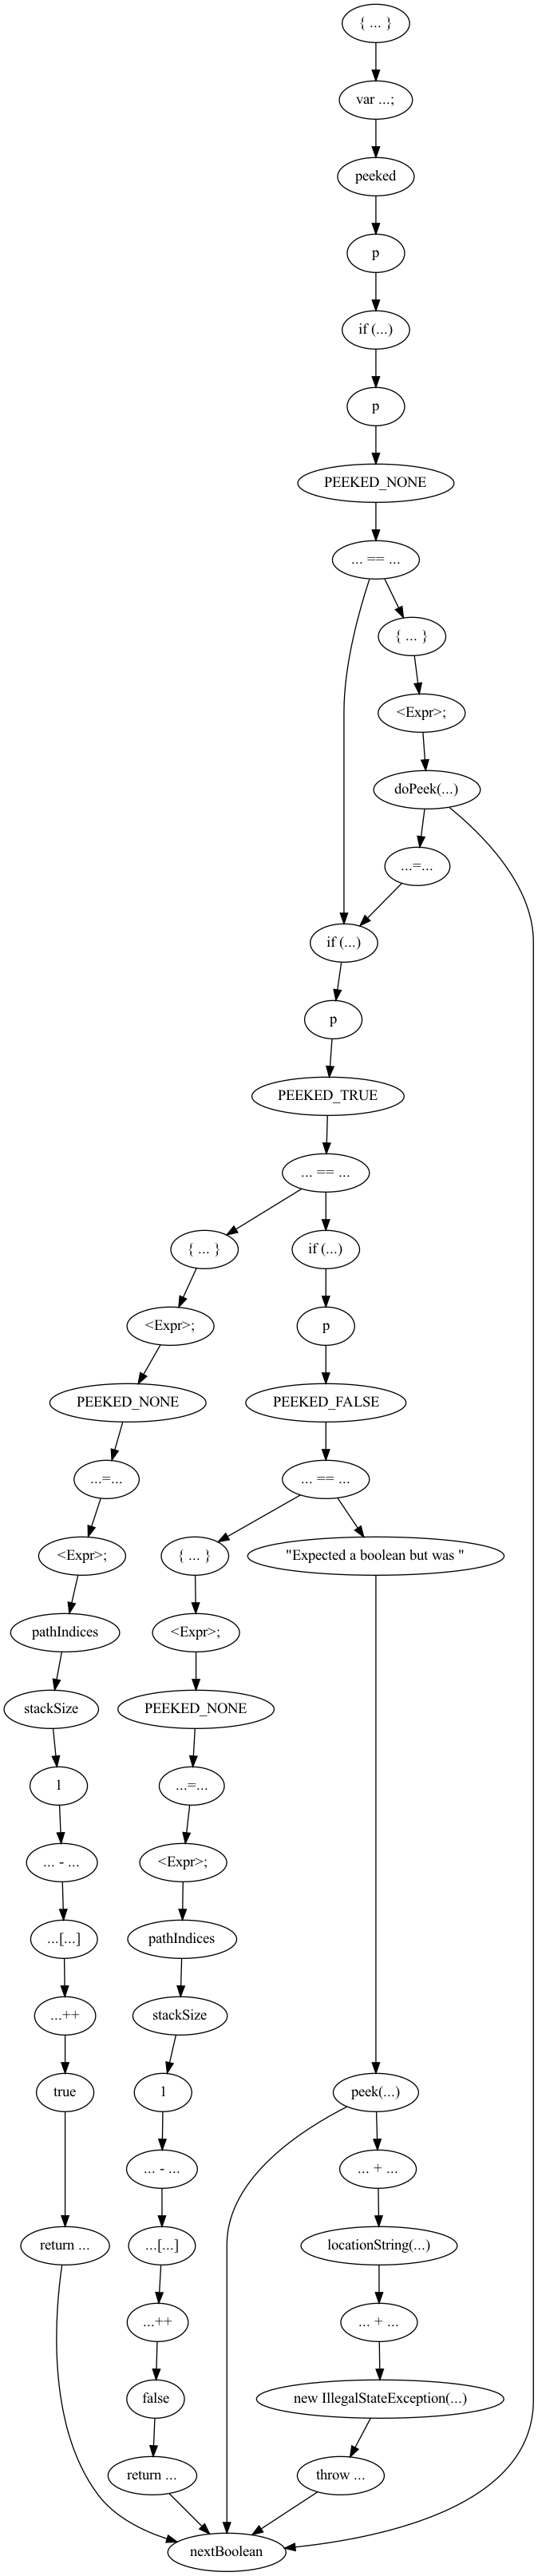 { ... }
var ...;
peeked
p
if (...)
p
PEEKED_NONE
... == ...
{ ... }
<Expr>;
doPeek(...)
...=...
if (...)
p
PEEKED_TRUE
... == ...
{ ... }
if (...)
<Expr>;
p
PEEKED_NONE
PEEKED_FALSE
...=...
... == ...
<Expr>;
{ ... }
"Expected a boolean but was "
pathIndices
<Expr>;
stackSize
PEEKED_NONE
1
...=...
... - ...
<Expr>;
...[...]
pathIndices
...++
stackSize
true
1
peek(...)
... - ...
... + ...
return ...
...[...]
locationString(...)
...++
... + ...
false
new IllegalStateException(...)
return ...
throw ...
nextBoolean